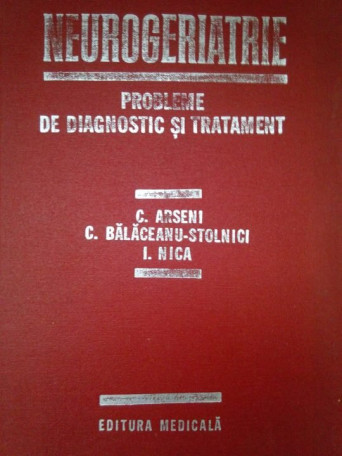 NEUROGERIATRIE
PROBLEME
DE DIAGNOSTIC ȘI TRATAMENT
C. ARSENI
C. BĂLĂCEANU-STOLNICI
I. NICA
EDITURA MEDICALĂ